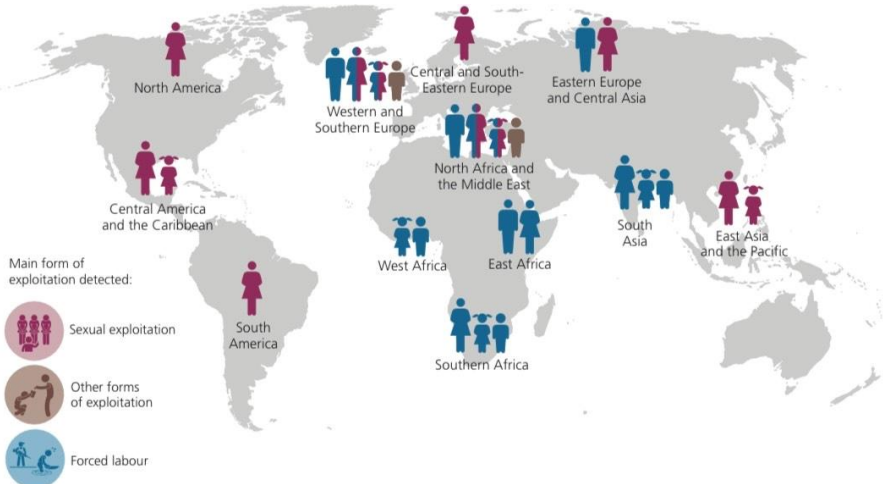 North America
Central and South-
Eastern Europe
Eastern Europe
and Central Asia
Western and
Southern Europe
North Africa and
the Middle East
Central America
and the Caribbean
South
Asia
East Asia
and the Pacific
West Africa
East Africa
South
America
Southern Africa
Main form of
exploitation detected:
Sexual exploitation
Other forms
of exploitation
Forced labour